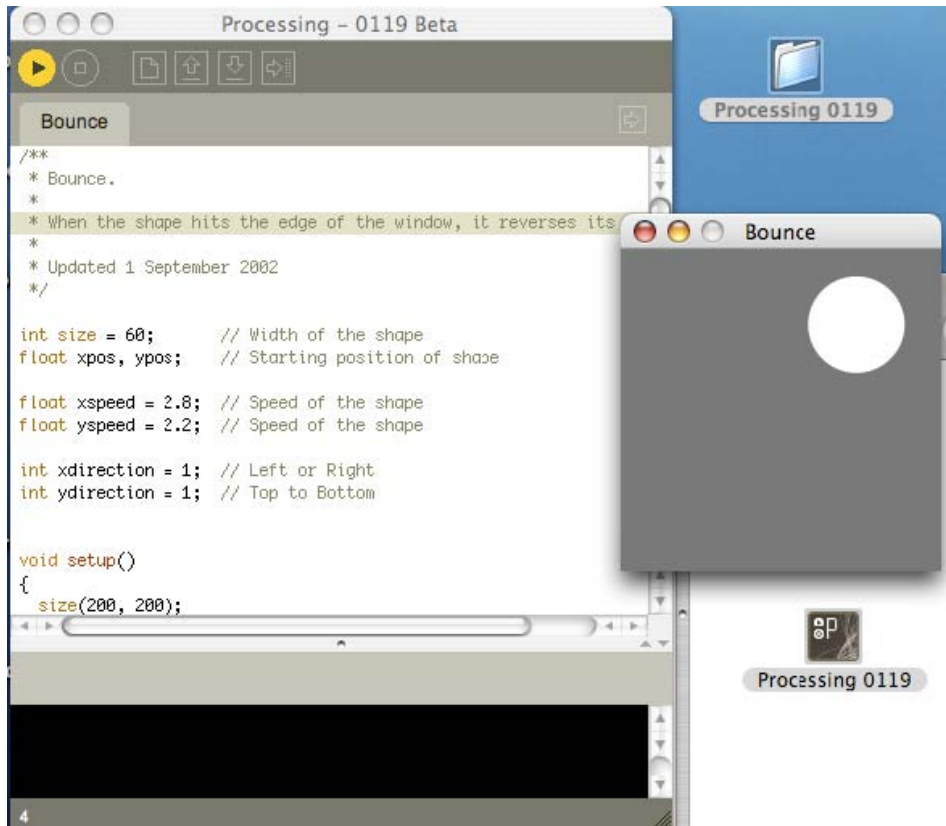 Processing – 0119 Beta
Bounce
/**
 * Bounce.
 *
 * When the shape hits the edge of the window, it reverses its
 *
 * Updated 1 September 2002
 */
int size = 60; // Width of the shape
float xpos, ypos; // Starting position of shape
float xspeed = 2.8; // Speed of the shape
float yspeed = 2.2; // Speed of the shape
int xdirection = 1; // Left or Right
int ydirection = 1; // Top to Bottom
void setup()
{
  size(200, 200);
4
Processing 0119
Bounce
P
Processing 0119